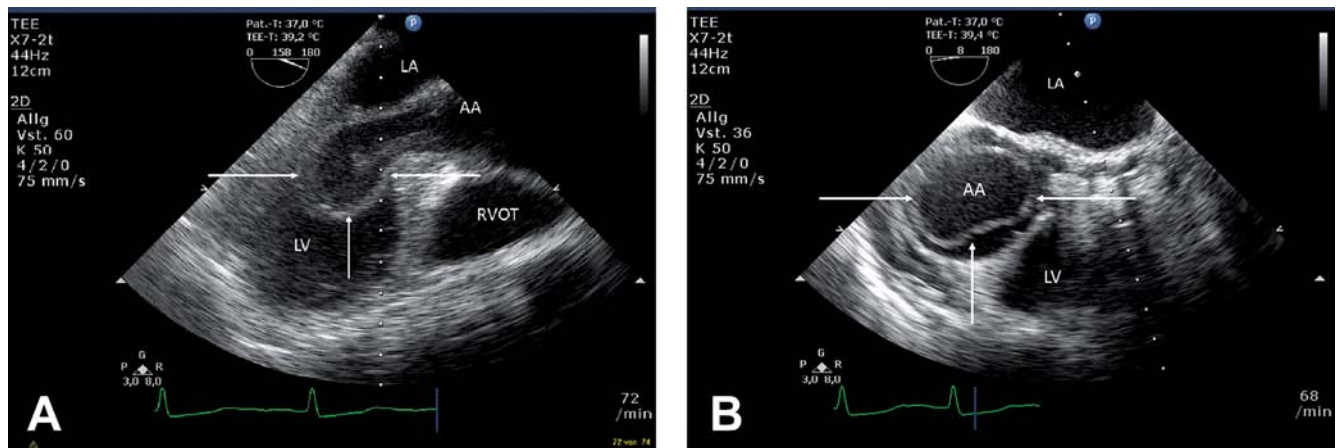 TEE
X7-2t
44Hz
12cm
2D
Allg
Vst. 60
K 50
4/2/0
75 mm/s
Pat.-T: 37,0 °C
TEE-T: 39,2 °C
0 158 180
P
LA
AA
RVOT
LV
G
P R
3,0 8,0
72
/min
22 von 74
A
TEE
X7-2t
44Hz
12cm
2D
Allg
Vst. 36
K 50
4/2/0
75 mm/s
Pat.-T: 37,0 °C
TEE-T: 39,4 °C
0 8 180
P
LA
AA
LV
G
P R
3,0 8,0
68
/min
B